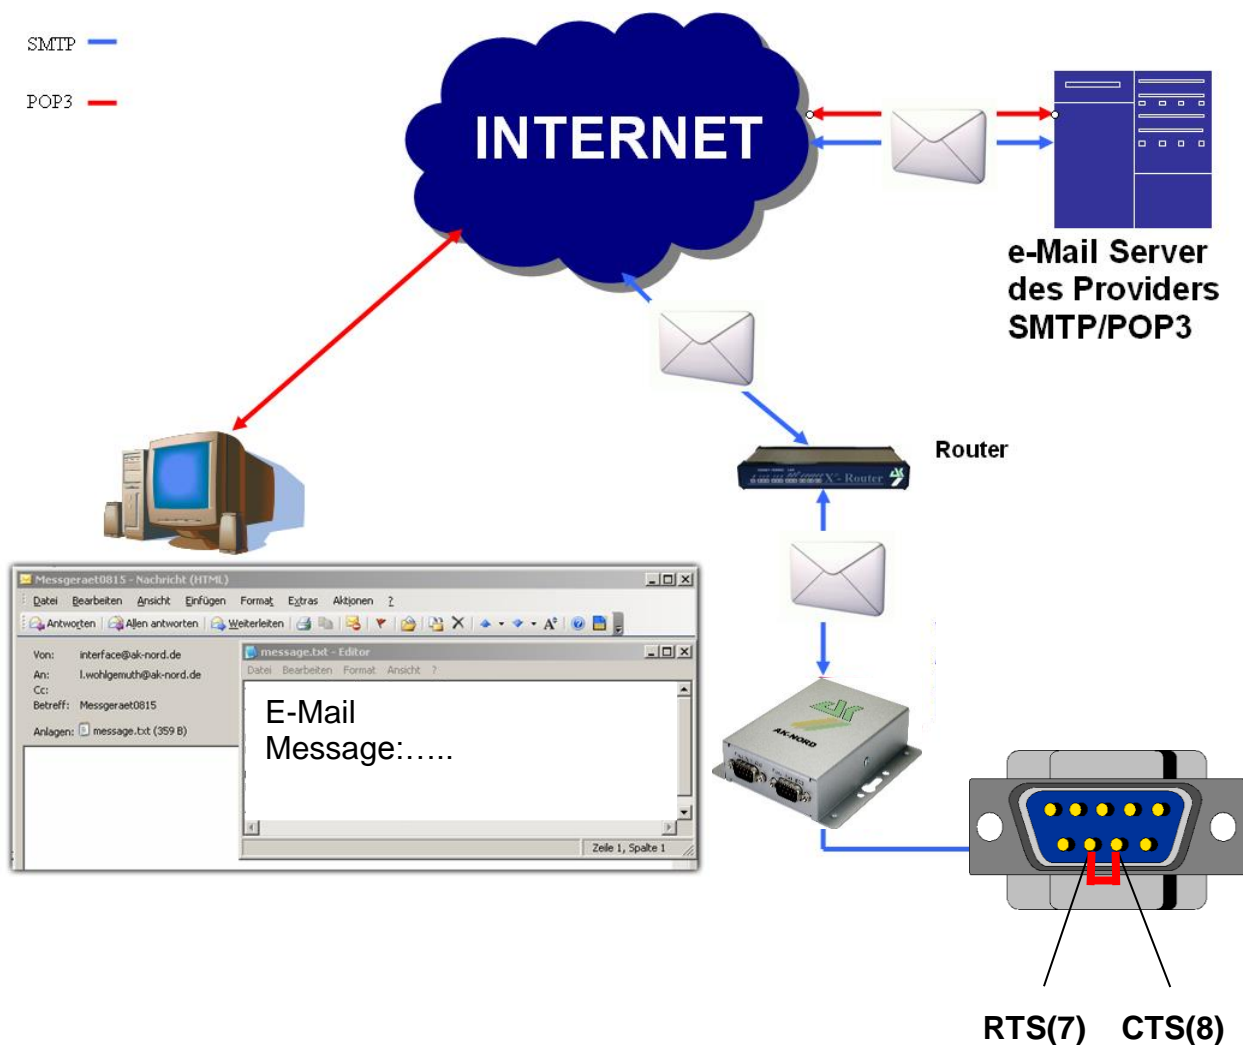 SMTP
POP3
INTERNET
e-Mail Server
des Providers
SMTP/POP3
Router
X²- Router
Messgeraet0815 - Nachricht (HTML)
Datei Bearbeiten Ansicht Einfügen Format Extras Aktionen ?
Antworten Allen antworten Weiterleiten
Von: interface@ak-nord.de
An: l.wohlgemuth@ak-nord.de
Cc:
Betreff: Messgeraet0815
Anlagen: message.txt (359 B)
message.txt - Editor
Datei Bearbeiten Format Ansicht ?
E-Mail
Message:…..
Zeile 1, Spalte 1
AK-NORD
RTS(7) CTS(8)